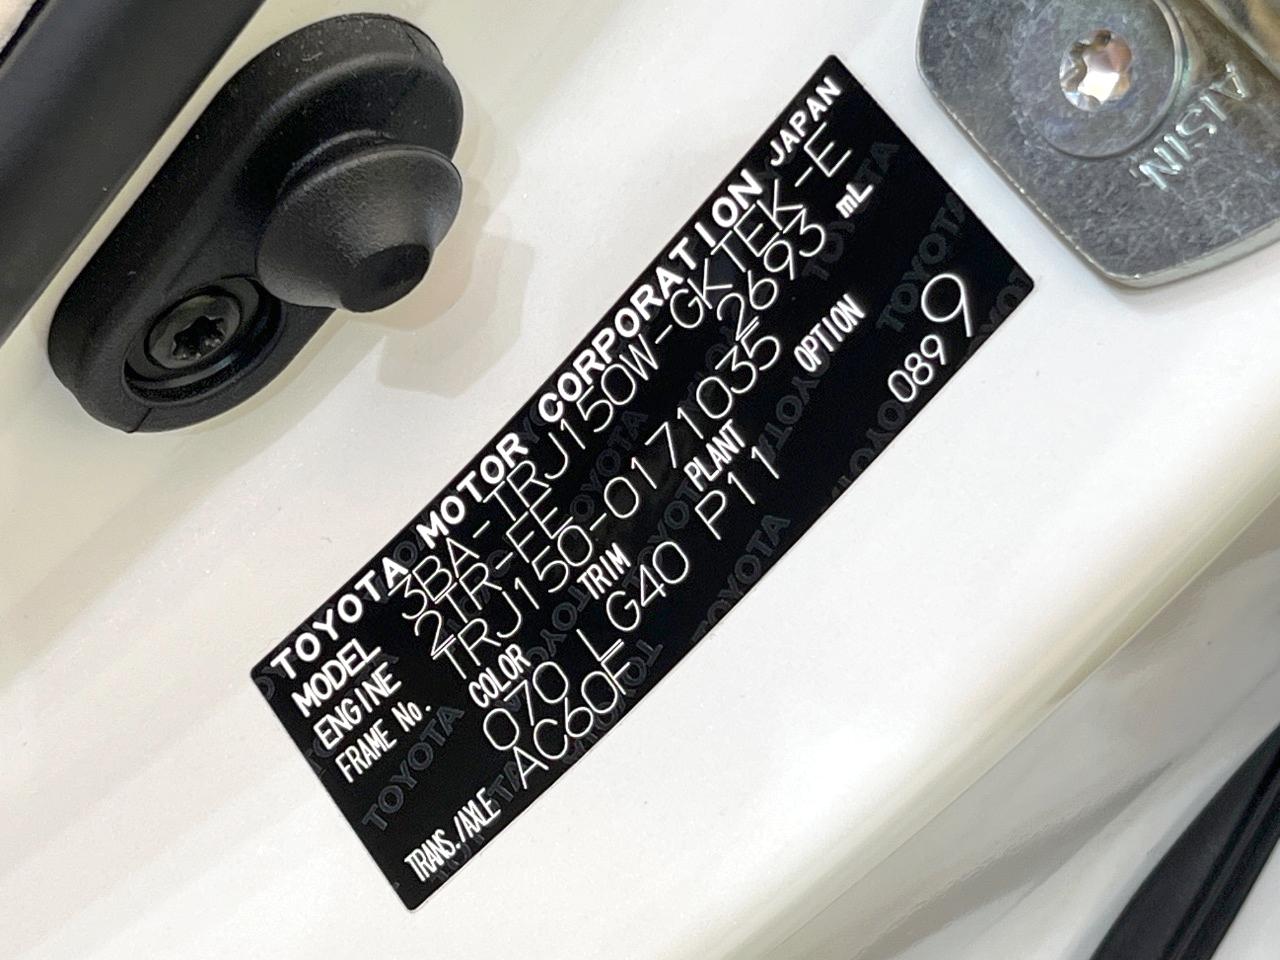 TOYOTA MOTOR CORPORATION JAPAN
MODEL 3BA-TRJ150W-GKTEK-E
ENGINE 2TR-FE 2693 mL
FRAME No. TRJ150-0171035
COLOR TRIM PLANT OPTION
070 LG40 P11 089 9
TRANS./AXLE AC60F
AISIN